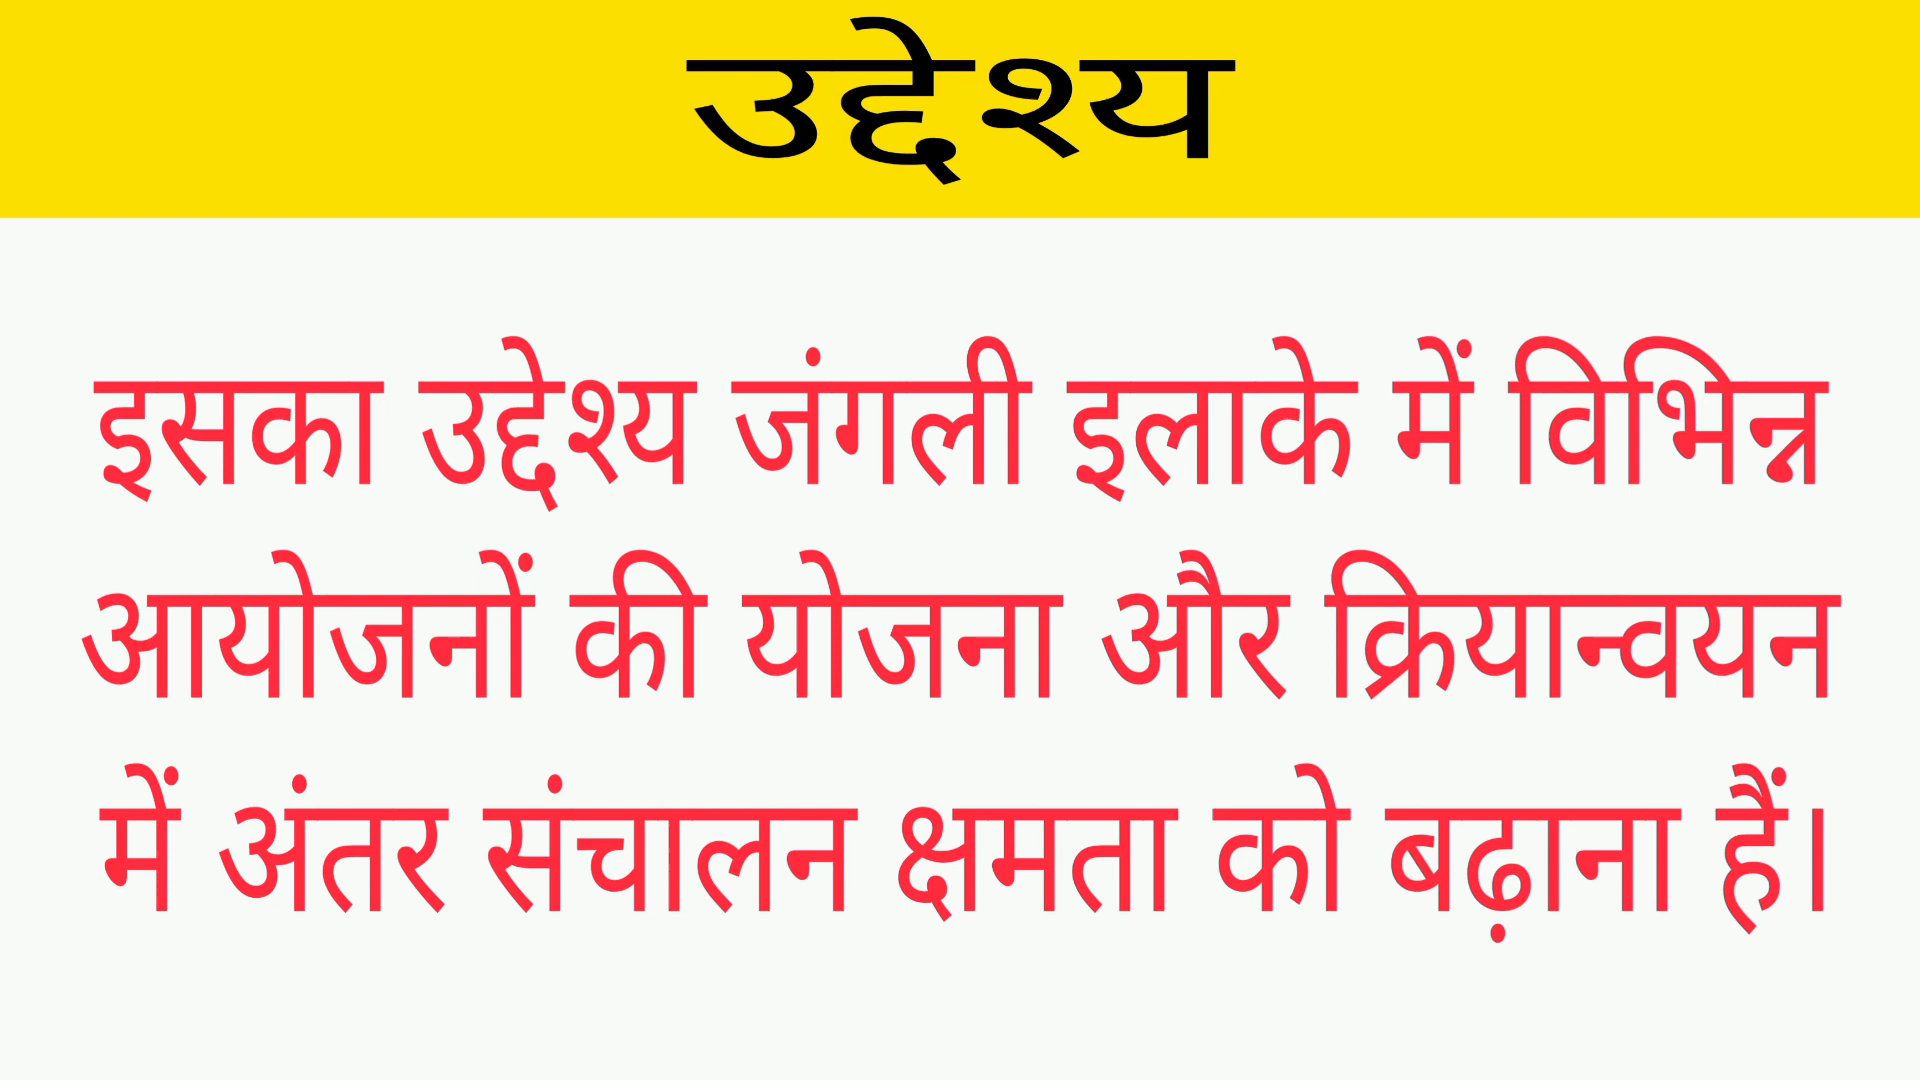 उद्देश्य
इसका उद्देश्य जंगली इलाके में विभिन्न
आयोजनों की योजना और क्रियान्वयन
में अंतर संचालन क्षमता को बढ़ाना हैं।